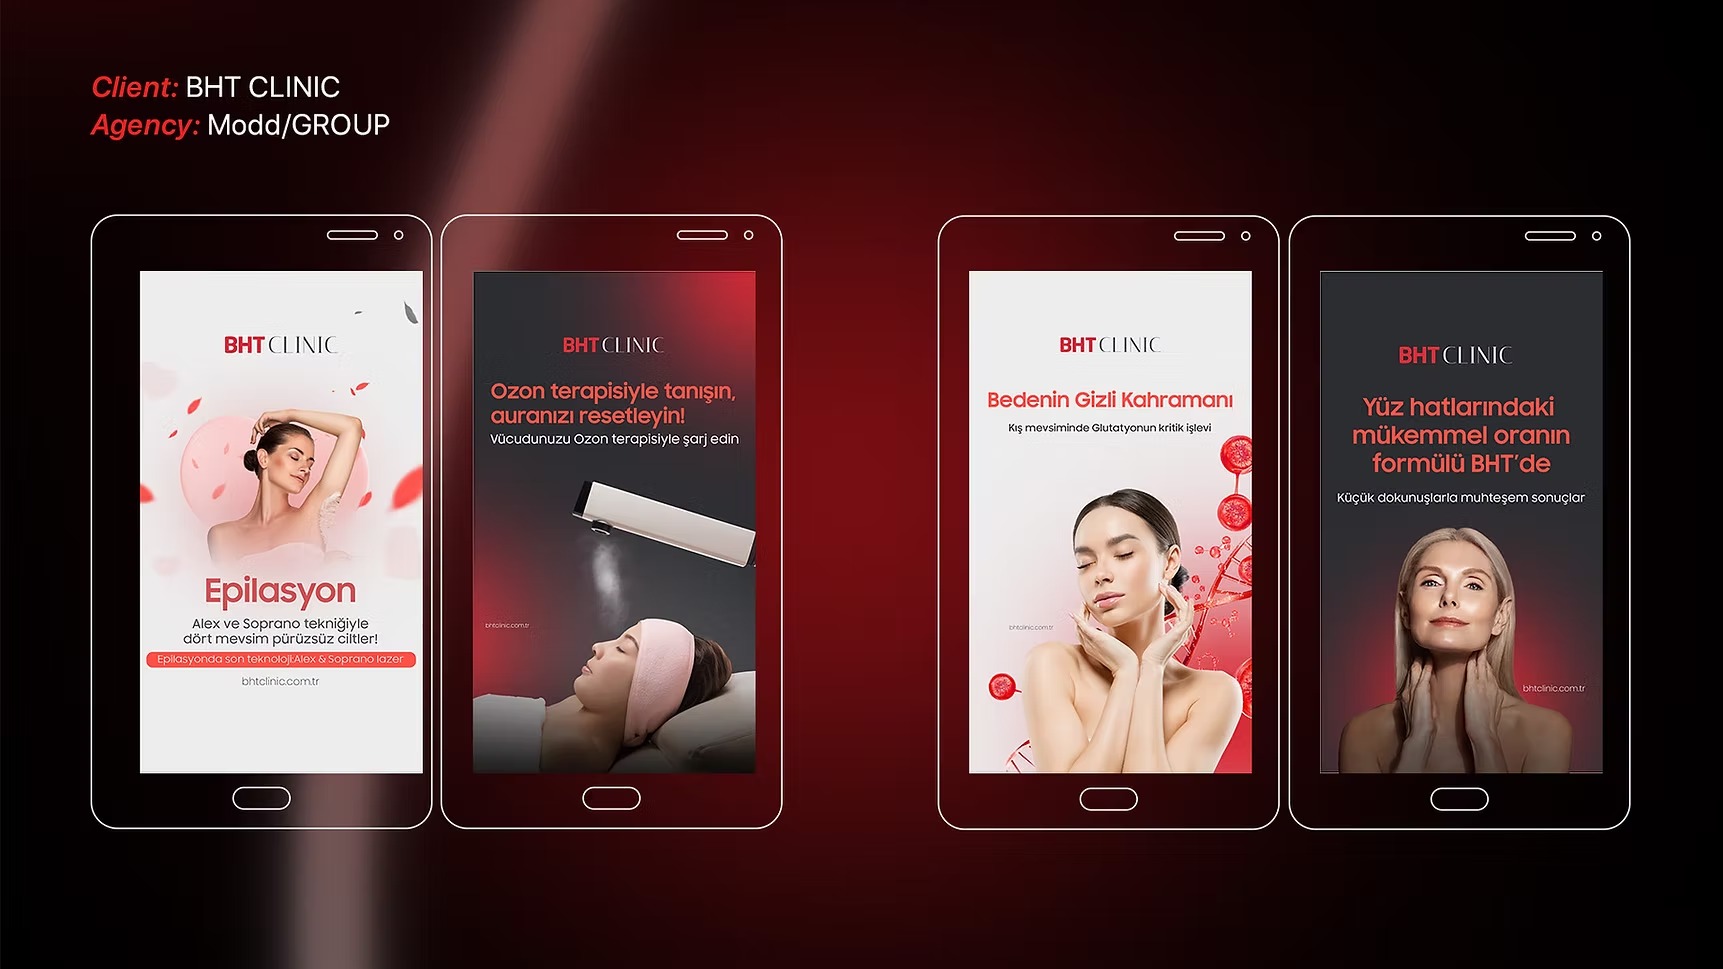 Client: BHT CLINIC
Agency: Modd/GROUP
BHT CLINIC
Epilasyon
Alex ve Soprano tekniğiyle
dört mevsim pürüzsüz ciltler!
Epilasyonda son teknoloji:Alex & Soprano lazer
bhtclinic.com.tr
BHT CLINIC
Ozon terapisiyle tanışın,
auranızı resetleyin!
Vücudunuzu Ozon terapisiyle şarj edin
bhtclinic.com.tr
BHT CLINIC
Bedenin Gizli Kahramanı
Kış mevsiminde Glutatyonun kritik işlevi
bhtclinic.com.tr
BHT CLINIC
Yüz hatlarındaki
mükemmel oranın
formülü BHT'de
Küçük dokunuşlarla muhteşem sonuçlar
bhtclinic.com.tr